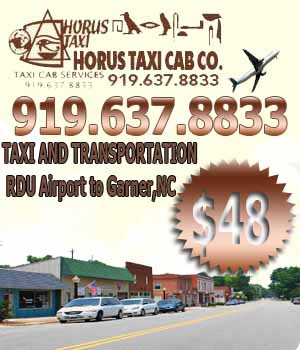 HORUS
TAXI
TAXI CAB SERVICES
919.637.8833
HORUS TAXI CAB CO.
919.637.8833
919.637.8833
TAXI AND TRANSPORTATION
RDU Airport to Garner,NC
$48